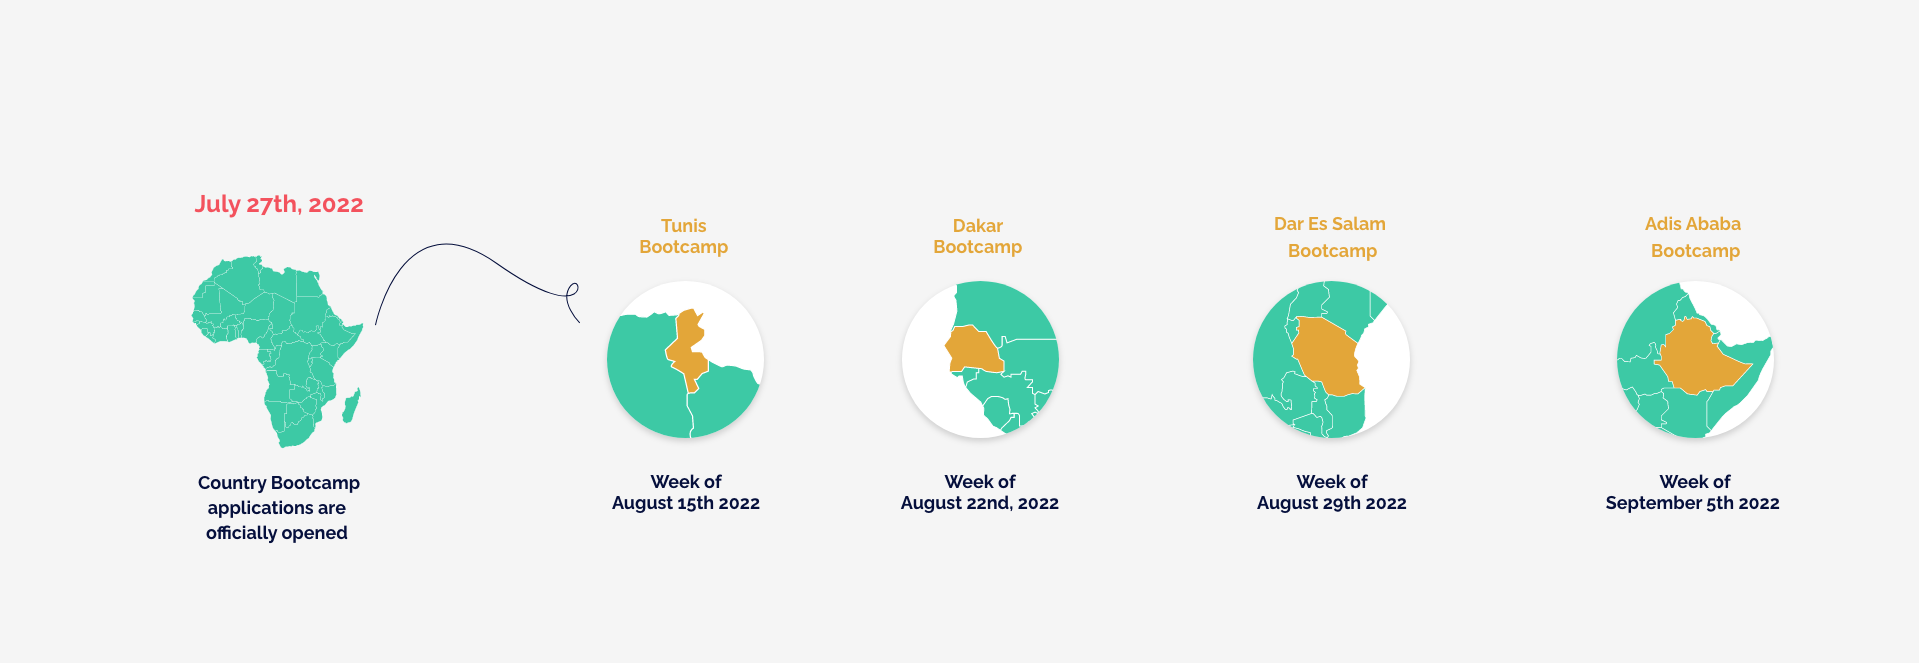 July 27th, 2022
Country Bootcamp
applications are
officially opened
Tunis
Bootcamp
Week of
August 15th 2022
Dakar
Bootcamp
Week of
August 22nd, 2022
Dar Es Salam
Bootcamp
Week of
August 29th 2022
Adis Ababa
Bootcamp
Week of
September 5th 2022